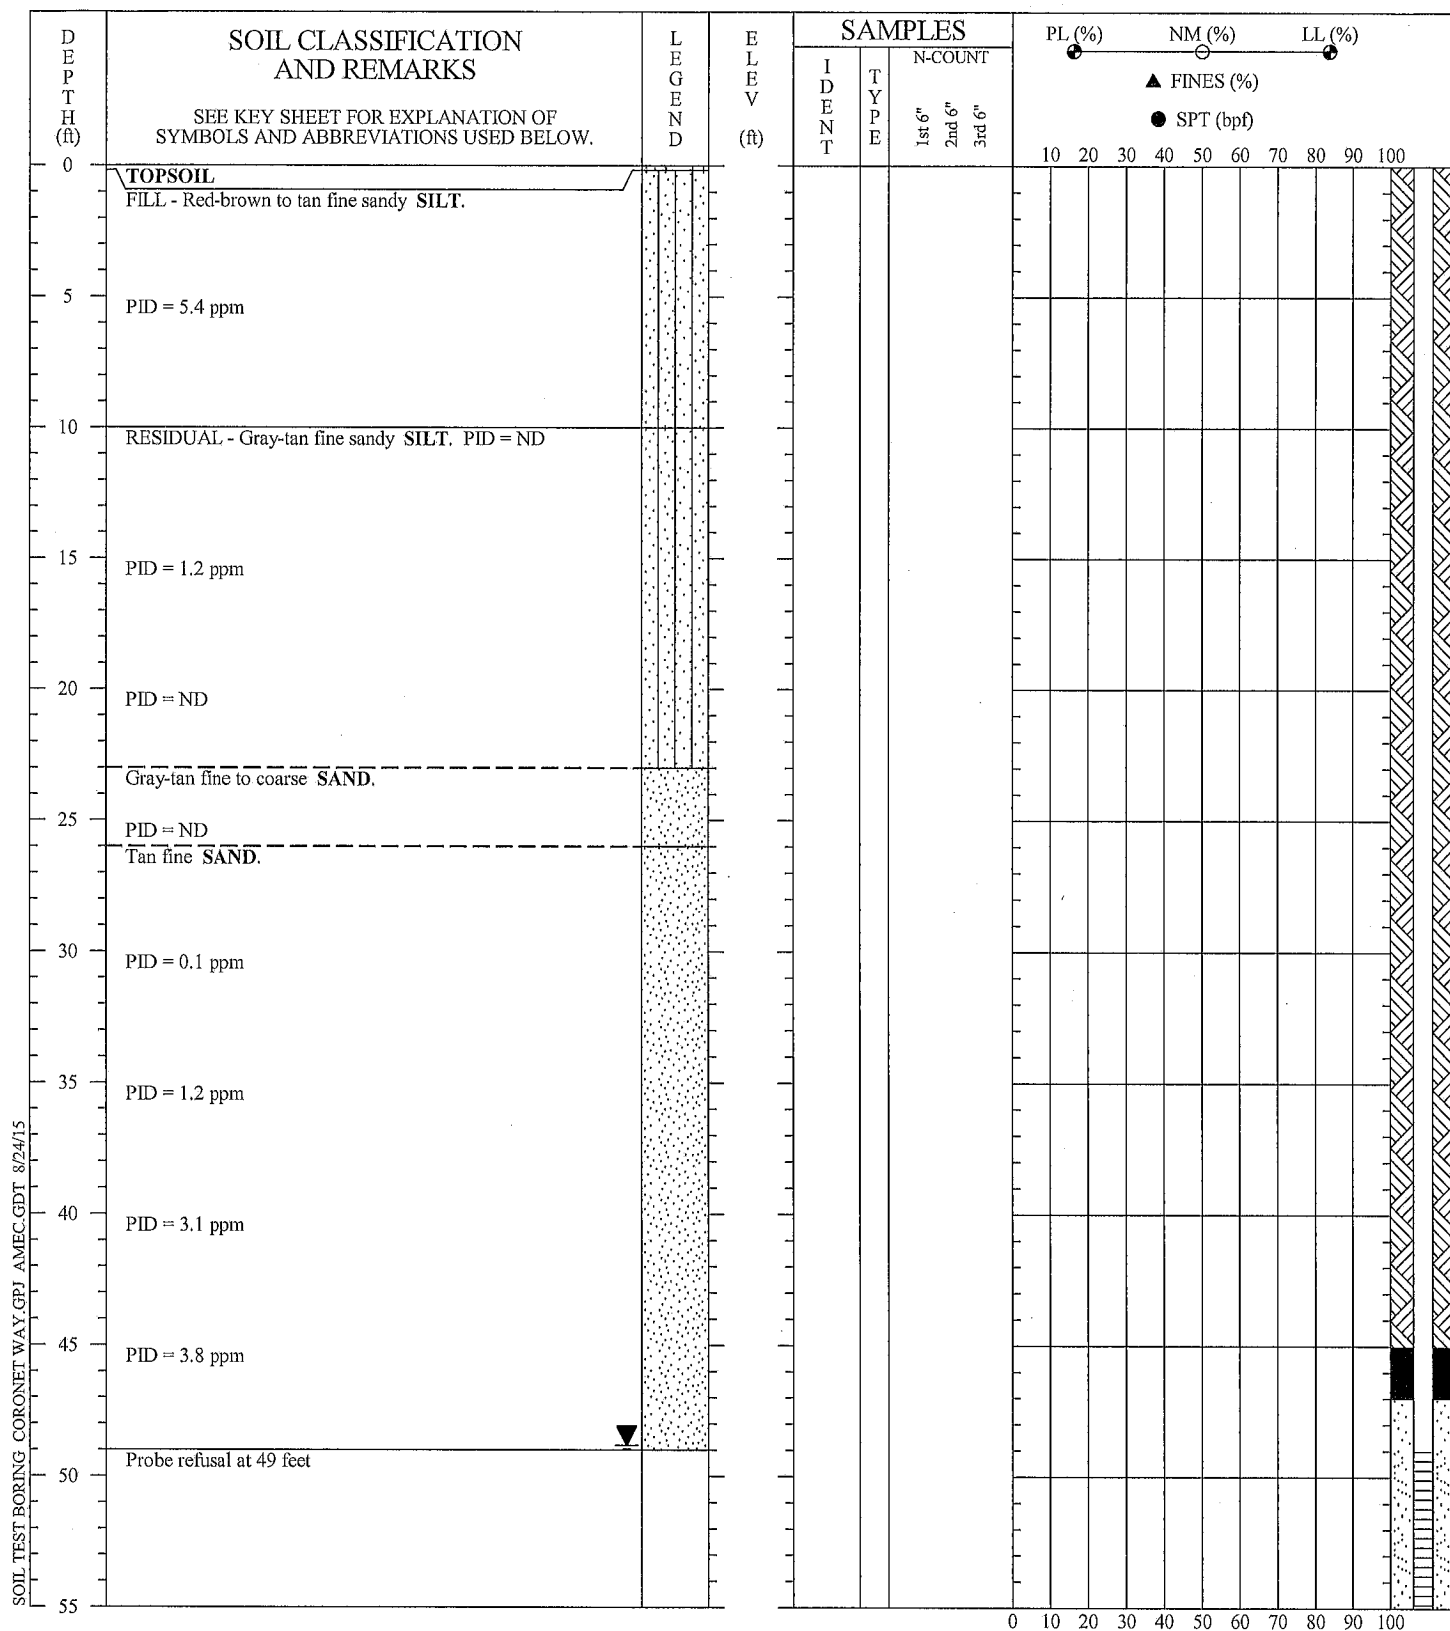 DEPTH
(ft)
SOIL CLASSIFICATION
AND REMARKS
SEE KEY SHEET FOR EXPLANATION OF
SYMBOLS AND ABBREVIATIONS USED BELOW.
LEGEND
ELEV
(ft)
SAMPLES
IDENT
TYPE
N-COUNT
1st 6"
2nd 6"
3rd 6"
PL (%) NM (%) LL (%)
▲ FINES (%)
● SPT (bpf)
10 20 30 40 50 60 70 80 90 100
0
TOPSOIL
FILL - Red-brown to tan fine sandy SILT.
5
PID = 5.4 ppm
10
RESIDUAL - Gray-tan fine sandy SILT. PID = ND
15
PID = 1.2 ppm
20
PID = ND
Gray-tan fine to coarse SAND.
25
PID = ND
Tan fine SAND.
30
PID = 0.1 ppm
35
PID = 1.2 ppm
40
PID = 3.1 ppm
45
PID = 3.8 ppm
Probe refusal at 49 feet
50
55
0 10 20 30 40 50 60 70 80 90 100
SOIL TEST BORING CORONET WAY.GPJ AMEC.GDT 8/24/15